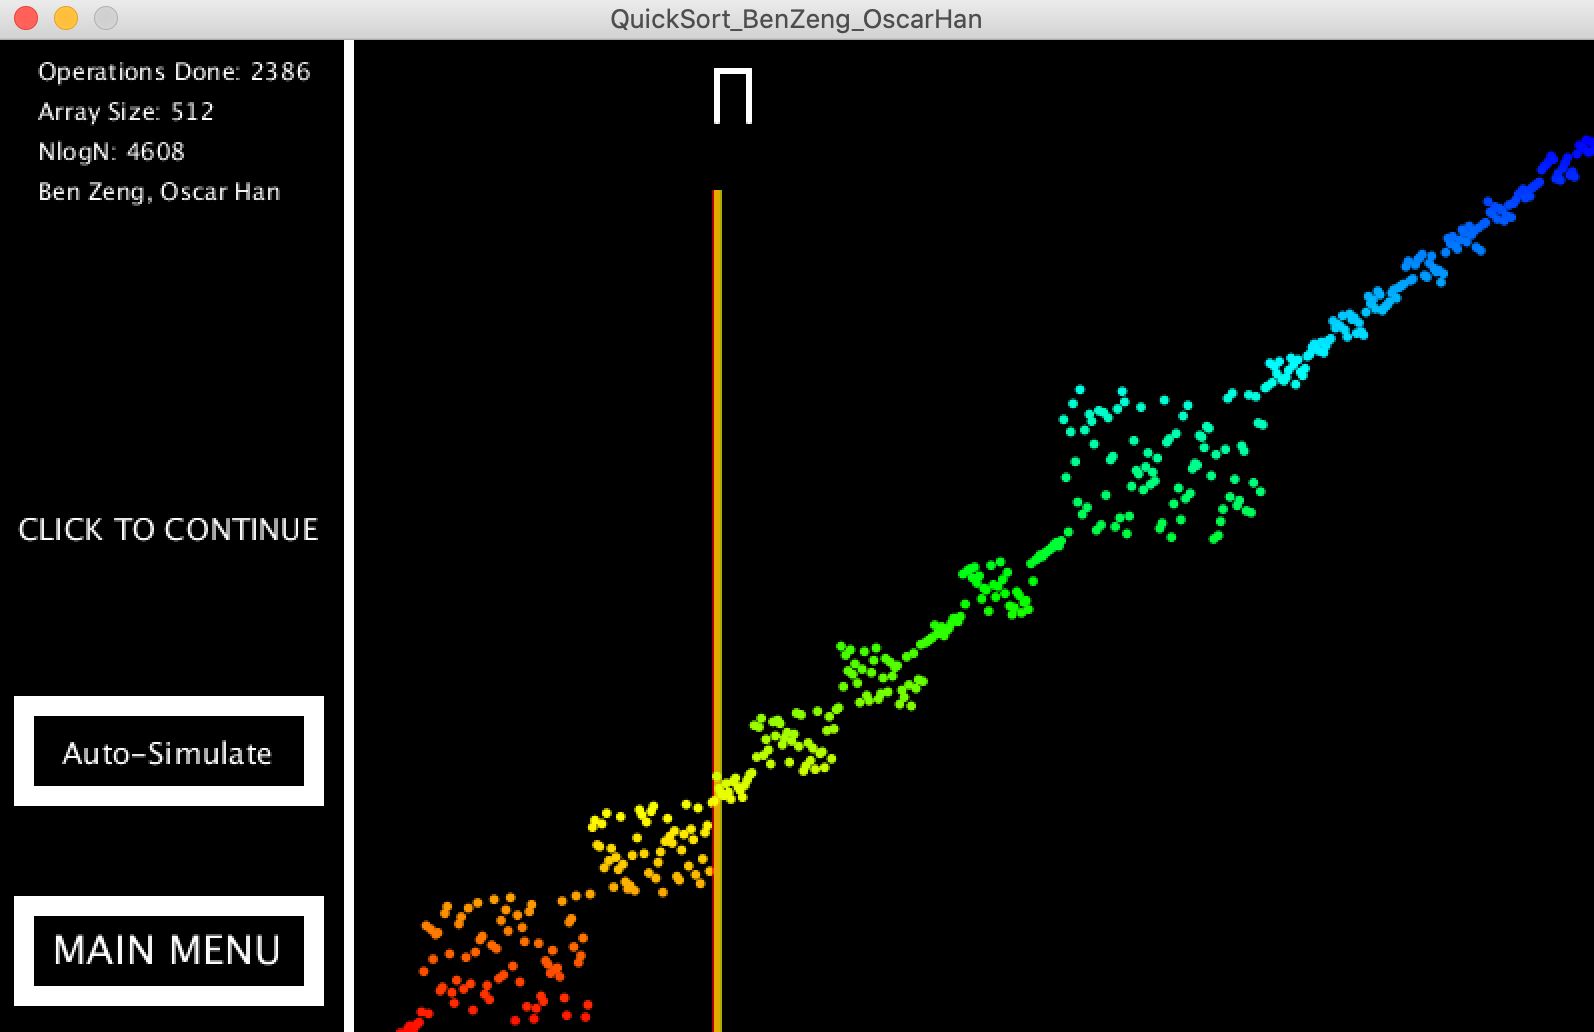 QuickSort_BenZeng_OscarHan
Operations Done: 2386
Array Size: 512
NlogN: 4608
Ben Zeng, Oscar Han
CLICK TO CONTINUE
Auto-Simulate
MAIN MENU